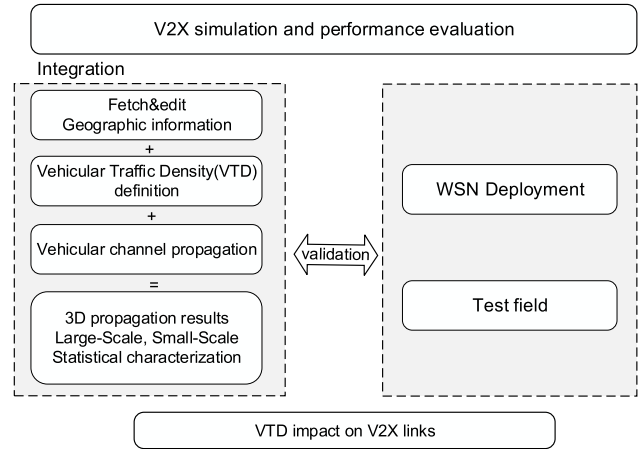 V2X simulation and performance evaluation
Integration
Fetch&edit
Geographic information
+
Vehicular Traffic Density(VTD)
definition
+
Vehicular channel propagation
=
3D propagation results
Large-Scale, Small-Scale
Statistical characterization
validation
WSN Deployment
Test field
VTD impact on V2X links